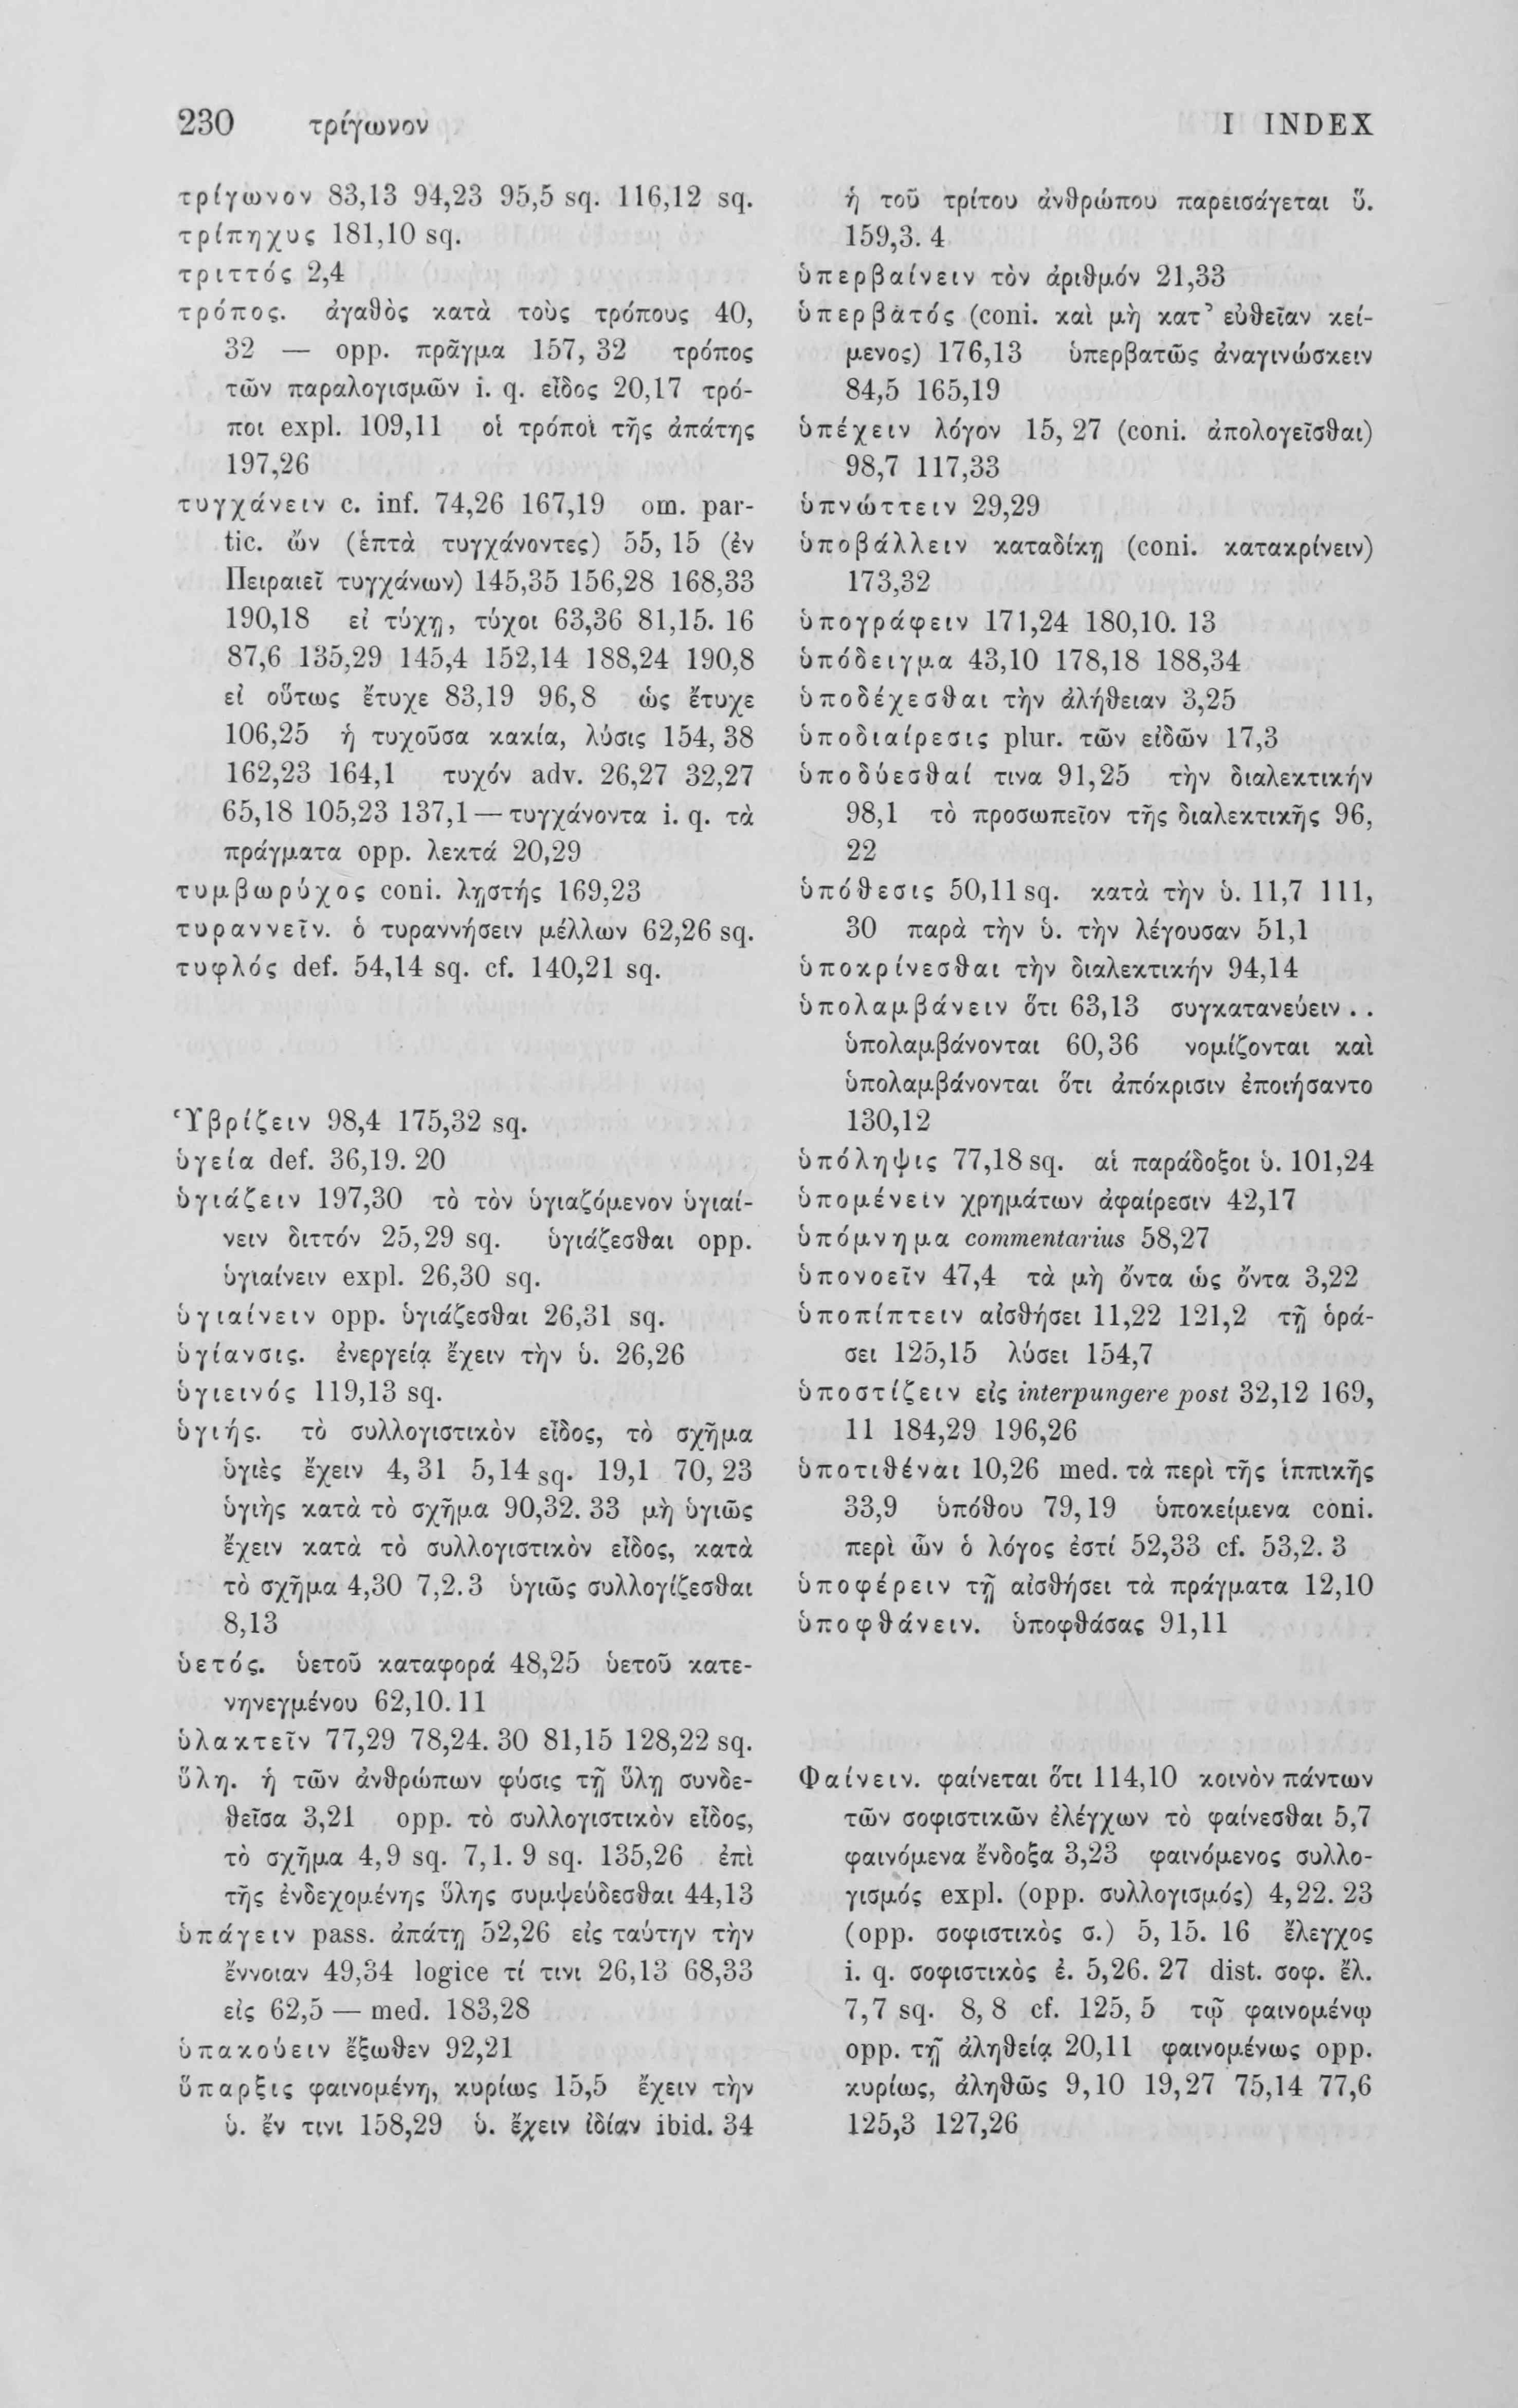 230 τρίγωνον I INDEX
τρίγωνον 83,13 94,23 95,5 sq. 116,12 sq.
τρίπηχυς 181,10 sq.
τριττός 2,4
τρόπος. ἀγαθὸς κατὰ τοὺς τρόπους 40,
32 — opp. πρᾶγμα 157, 32 τρόπος
τῶν παραλογισμῶν i. q. εἶδος 20,17 τρό-
ποι expl. 109,11 οἱ τρόποι τῆς ἀπάτης
197,26
τυγχάνειν c. inf. 74,26 167,19 om. par-
tic. ὤν (ἑπτὰ τυγχάνοντες) 55, 15 (ἐν
Πειραιεῖ τυγχάνων) 145,35 156,28 168,33
190,18 εἰ τύχῃ, τύχοι 63,36 81,15. 16
87,6 135,29 145,4 152,14 188,24 190,8
εἰ οὕτως ἔτυχε 83,19 96,8 ὡς ἔτυχε
106,25 ἡ τυχοῦσα κακία, λύσις 154, 38
162,23 164,1 τυχόν adv. 26,27 32,27
65,18 105,23 137,1 — τυγχάνοντα i. q. τὰ
πράγματα opp. λεκτά 20,29
τυμβωρύχος coni. λῃστής 169,23
τυραννεῖν. ὁ τυραννήσειν μέλλων 62,26 sq.
τυφλός def. 54,14 sq. cf. 140,21 sq.
Ὑβρίζειν 98,4 175,32 sq.
ὑγεία def. 36,19. 20
ὑγιάζειν 197,30 τὸ τὸν ὑγιαζόμενον ὑγιαί-
νειν διττόν 25,29 sq. ὑγιάζεσθαι opp.
ὑγιαίνειν expl. 26,30 sq.
ὑγιαίνειν opp. ὑγιάζεσθαι 26,31 sq.
ὑγίανσις. ἐνεργείᾳ ἔχειν τὴν ὑ. 26,26
ὑγιεινός 119,13 sq.
ὑγιής. τὸ συλλογιστικὸν εἶδος, τὸ σχῆμα
ὑγιὲς ἔχειν 4, 31 5,14 sq. 19,1 70, 23
ὑγιὴς κατὰ τὸ σχῆμα 90,32. 33 μὴ ὑγιῶς
ἔχειν κατὰ τὸ συλλογιστικὸν εἶδος, κατὰ
τὸ σχῆμα 4,30 7,2. 3 ὑγιῶς συλλογίζεσθαι
8,13
ὑετός. ὑετοῦ καταφορά 48,25 ὑετοῦ κατε-
νηνεγμένου 62,10. 11
ὑλακτεῖν 77,29 78,24. 30 81,15 128,22 sq.
ὕλη. ἡ τῶν ἀνθρώπων φύσις τῇ ὕλῃ συνδε-
θεῖσα 3,21 opp. τὸ συλλογιστικὸν εἶδος,
τὸ σχῆμα 4, 9 sq. 7, 1. 9 sq. 135,26 ἐπὶ
τῆς ἐνδεχομένης ὕλης συμψεύδεσθαι 44,13
ὑπάγειν pass. ἀπάτῃ 52,26 εἰς ταύτην τὴν
ἔννοιαν 49,34 logice τί τινι 26,13 68,33
εἰς 62,5 — med. 183,28
ὑπακούειν ἔξωθεν 92,21
ὕπαρξις φαινομένη, κυρίως 15,5 ἔχειν τὴν
ὑ. ἔν τινι 158,29 ὑ. ἔχειν ἰδίαν ibid. 34
ἡ τοῦ τρίτου ἀνθρώπου παρεισάγεται ὕ.
159,3. 4
ὑπερβαίνειν τὸν ἀριθμόν 21,33
ὑπερβατός (coni. καὶ μὴ κατ’ εὐθεῖαν κεί-
μενος) 176,13 ὑπερβατῶς ἀναγινώσκειν
84,5 165,19
ὑπέχειν λόγον 15, 27 (coni. ἀπολογεῖσθαι)
98,7 117,33
ὑπνώττειν 29,29
ὑποβάλλειν καταδίκῃ (coni. κατακρίνειν)
173,32
ὑπογράφειν 171,24 180,10. 13
ὑπόδειγμα 43,10 178,18 188,34
ὑποδέχεσθαι τὴν ἀλήθειαν 3,25
ὑποδιαίρεσις plur. τῶν εἰδῶν 17,3
ὑποδύεσθαί τινα 91,25 τὴν διαλεκτικήν
98,1 τὸ προσωπεῖον τῆς διαλεκτικῆς 96,
22
ὑπόθεσις 50,11 sq. κατὰ τὴν ὑ. 11,7 111,
30 παρὰ τὴν ὑ. τὴν λέγουσαν 51,1
ὑποκρίνεσθαι τὴν διαλεκτικήν 94,14
ὑπολαμβάνειν ὅτι 63,13 συγκατανεύειν . .
ὑπολαμβάνονται 60, 36 νομίζονται καὶ
ὑπολαμβάνονται ὅτι ἀπόκρισιν ἐποιήσαντο
130,12
ὑπόληψις 77,18 sq. αἱ παράδοξοι ὑ. 101,24
ὑπομένειν χρημάτων ἀφαίρεσιν 42,17
ὑπόμνημα commentarius 58,27
ὑπονοεῖν 47,4 τὰ μὴ ὄντα ὡς ὄντα 3,22
ὑποπίπτειν αἰσθήσει 11,22 121,2 τῇ ὁρά-
σει 125,15 λύσει 154,7
ὑποστίζειν εἰς interpungere post 32,12 169,
11 184,29 196,26
ὑποτιθέναι 10,26 med. τὰ περὶ τῆς ἱππικῆς
33,9 ὑπόθου 79,19 ὑποκείμενα coni.
περὶ ὧν ὁ λόγος ἐστί 52,33 cf. 53,2. 3
ὑποφέρειν τῇ αἰσθήσει τὰ πράγματα 12,10
ὑποφθάνειν. ὑποφθάσας 91,11
Φαίνειν. φαίνεται ὅτι 114,10 κοινὸν πάντων
τῶν σοφιστικῶν ἐλέγχων τὸ φαίνεσθαι 5,7
φαινόμενα ἔνδοξα 3,23 φαινόμενος συλλο-
γισμός expl. (opp. συλλογισμός) 4,22. 23
(opp. σοφιστικὸς σ.) 5, 15. 16 ἔλεγχος
i. q. σοφιστικὸς ἐ. 5,26. 27 dist. σοφ. ἔλ.
7,7 sq. 8, 8 cf. 125, 5 τῷ φαινομένῳ
opp. τῇ ἀληθείᾳ 20,11 φαινομένως opp.
κυρίως, ἀληθῶς 9,10 19,27 75,14 77,6
125,3 127,26